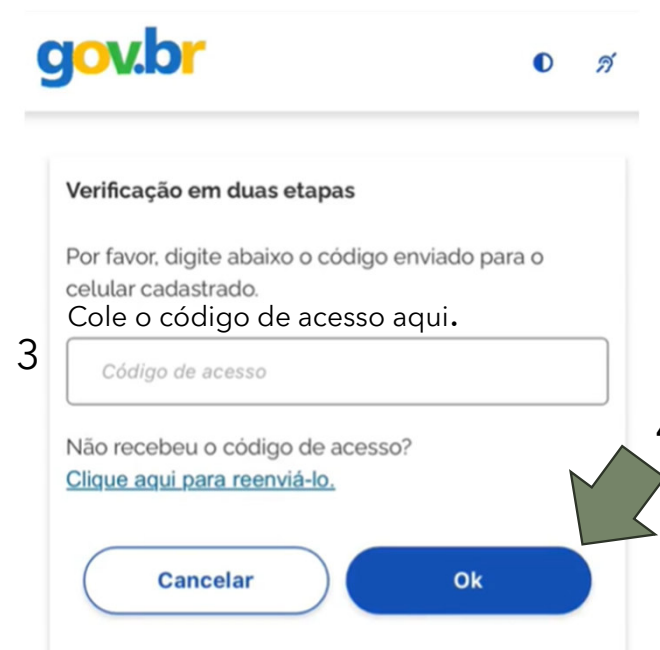 gov.br
Verificação em duas etapas
Por favor, digite abaixo o código enviado para o
celular cadastrado.
Cole o código de acesso aqui.
3
Código de acesso
Não recebeu o código de acesso?
Clique aqui para reenviá-lo.
Cancelar
Ok